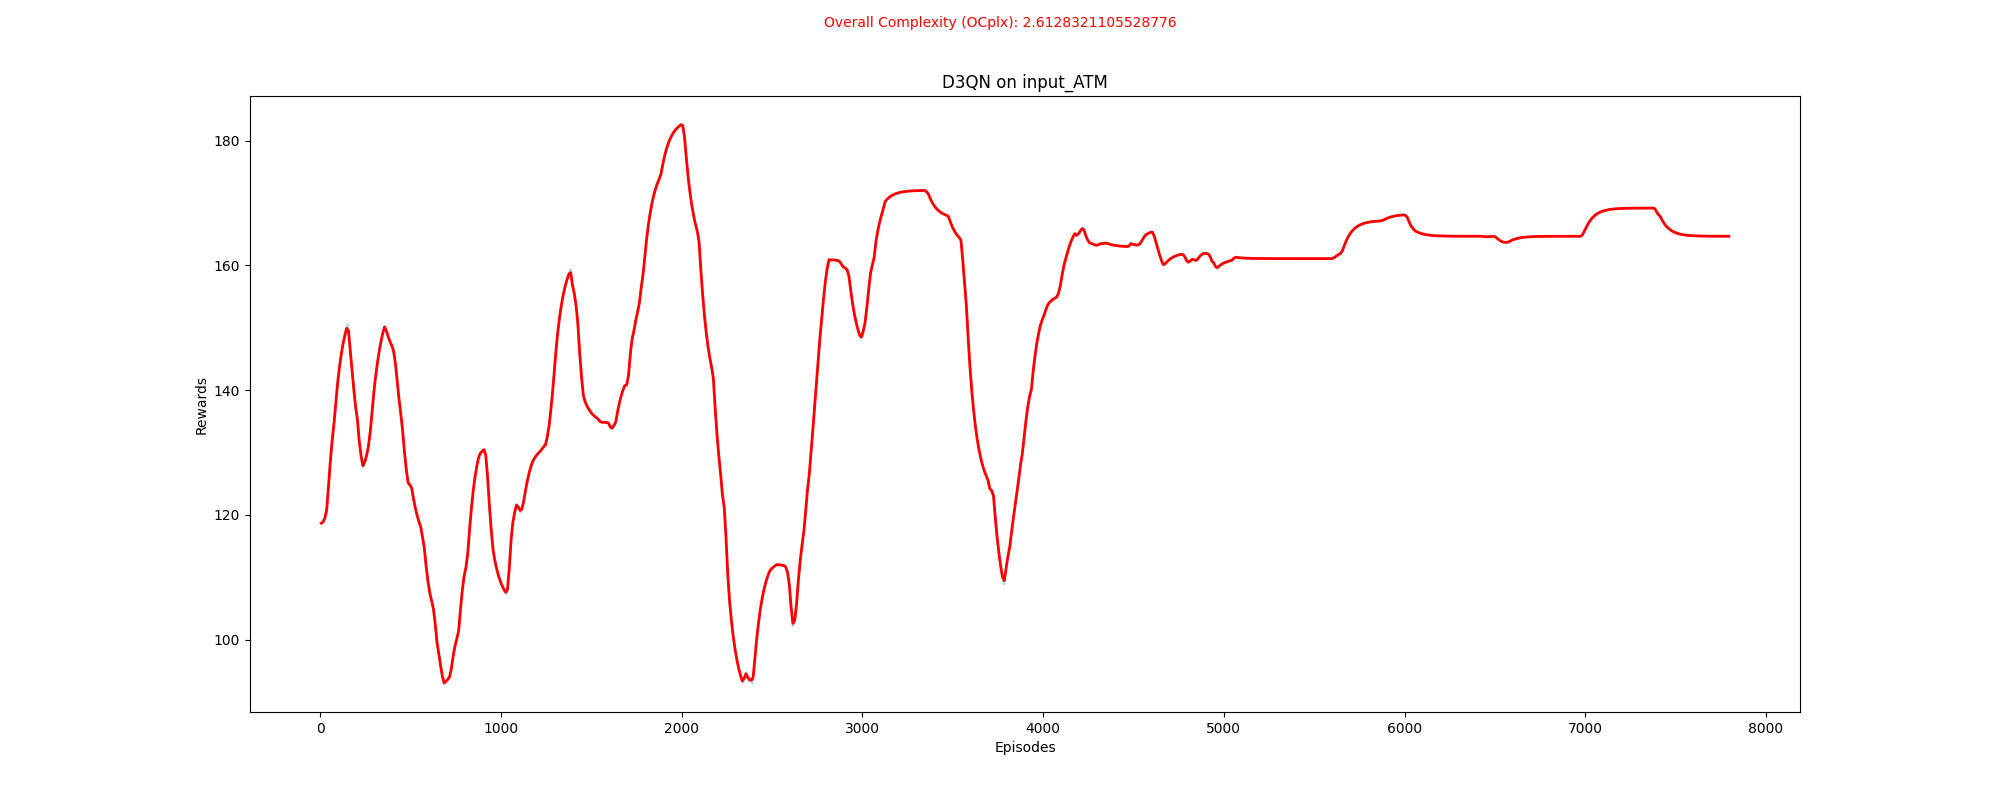 Overall Complexity (OCplx): 2.6128321105528776
D3QN on input_ATM
180
160
140
120
100
Rewards
0 1000 2000 3000 4000 5000 6000 7000 8000
Episodes